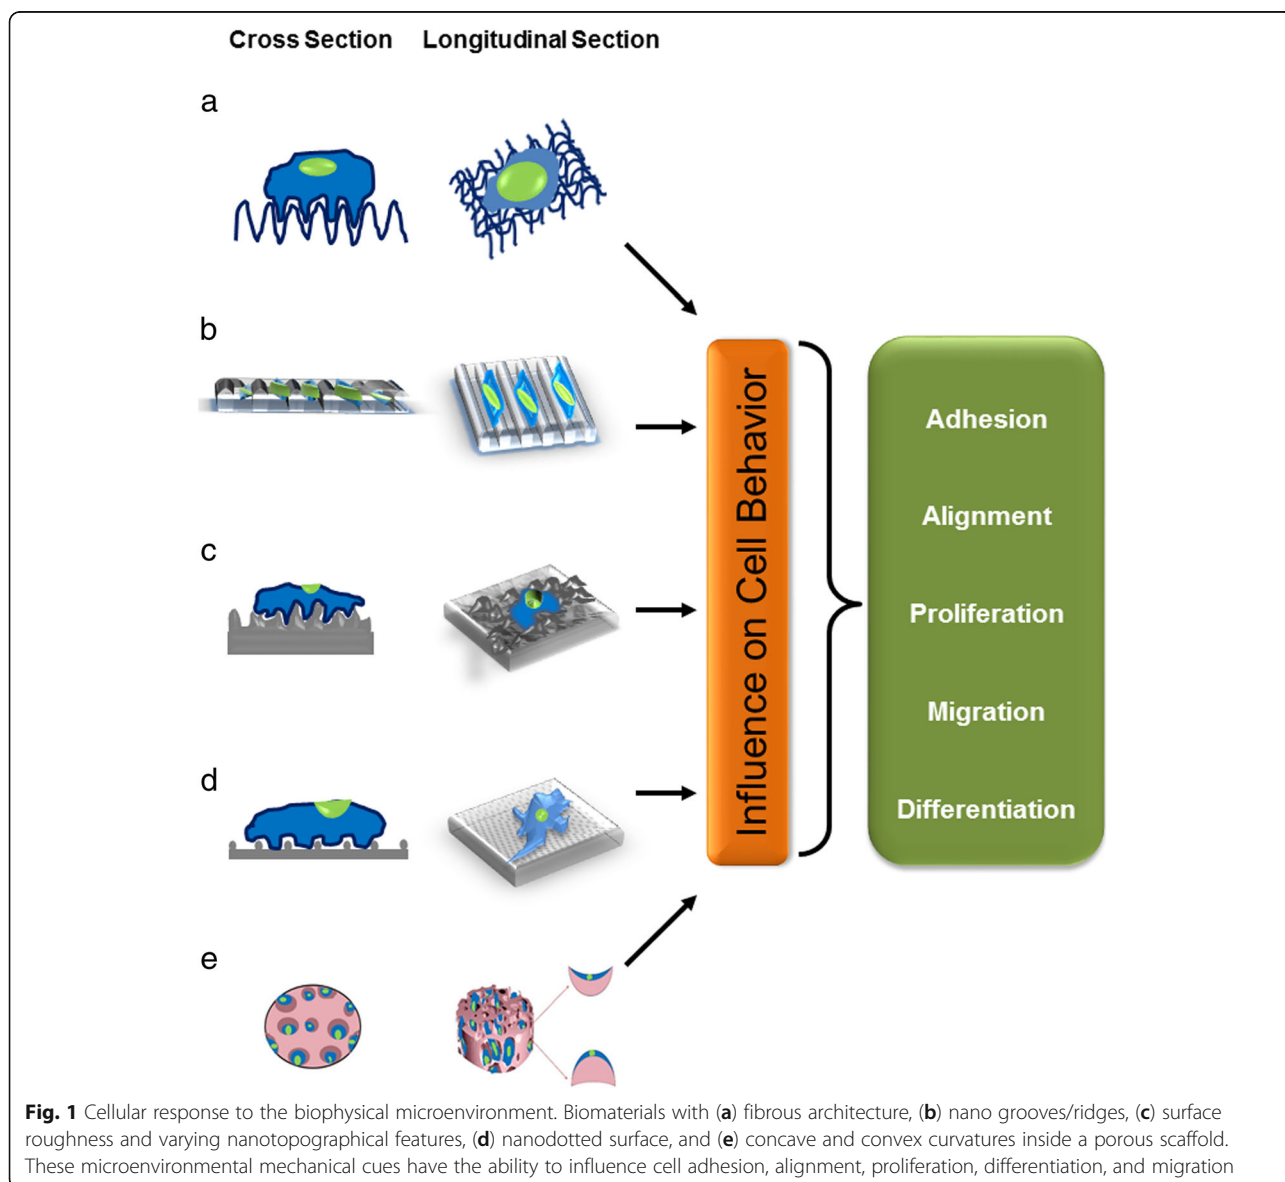 Cross Section Longitudinal Section
a
b
c
d
e
Influence on Cell Behavior
Adhesion
Alignment
Proliferation
Migration
Differentiation
Fig. 1 Cellular response to the biophysical microenvironment. Biomaterials with (a) fibrous architecture, (b) nano grooves/ridges, (c) surface
roughness and varying nanotopographical features, (d) nanodotted surface, and (e) concave and convex curvatures inside a porous scaffold.
These microenvironmental mechanical cues have the ability to influence cell adhesion, alignment, proliferation, differentiation, and migration